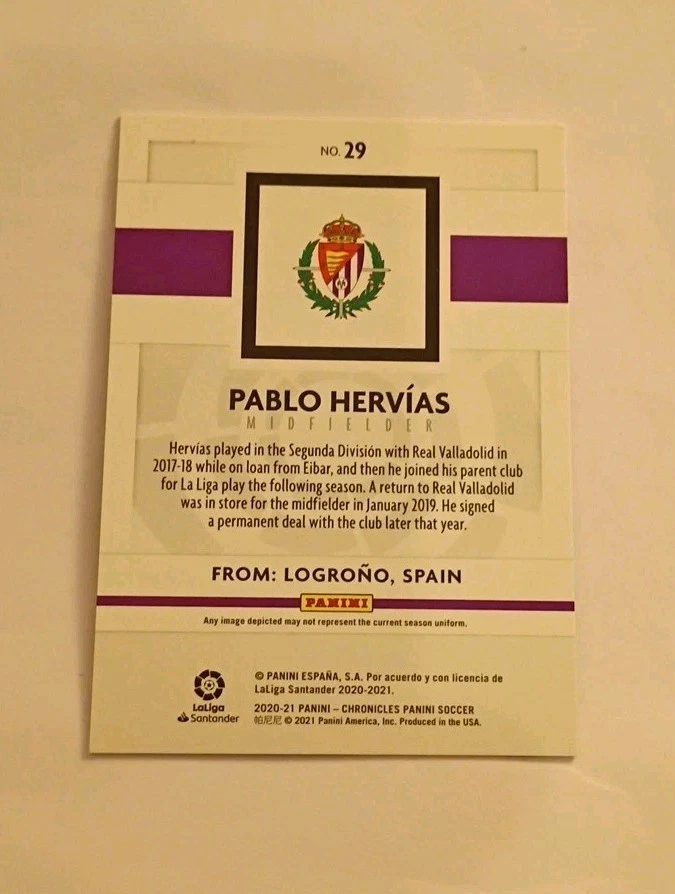 NO. 29
PABLO HERVÍAS
MIDFIELDER
Hervías played in the Segunda División with Real Valladolid in
2017-18 while on loan from Eibar, and then he joined his parent club
for La Liga play the following season. A return to Real Valladolid
was in store for the midfielder in January 2019. He signed
a permanent deal with the club later that year.
FROM: LOGROÑO, SPAIN
PANINI
Any image depicted may not represent the current season uniform.
© PANINI ESPAÑA, S.A. Por acuerdo y con licencia de
LaLiga Santander 2020-2021.
LaLiga
Santander
2020-21 PANINI – CHRONICLES PANINI SOCCER
帕尼尼 © 2021 Panini America, Inc. Produced in the USA.